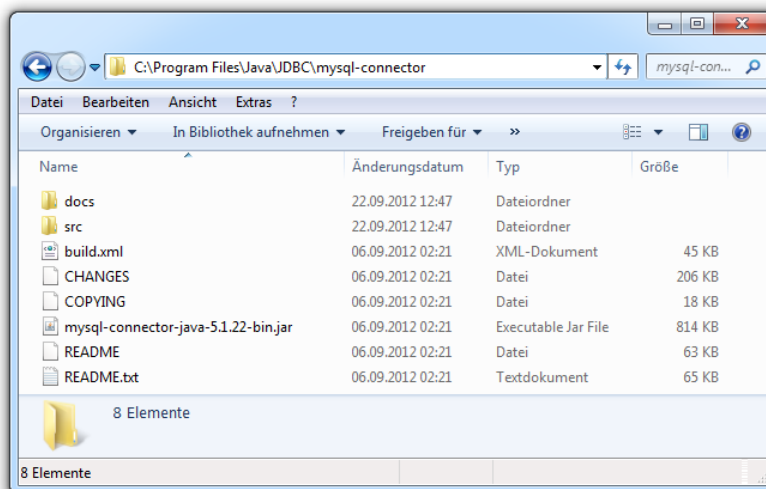 C:\Program Files\Java\JDBC\mysql-connector mysql-con...
Datei Bearbeiten Ansicht Extras ?
Organisieren In Bibliothek aufnehmen Freigeben für »
Name Änderungsdatum Typ Größe
docs 22.09.2012 12:47 Dateiordner
src 22.09.2012 12:47 Dateiordner
build.xml 06.09.2012 02:21 XML-Dokument 45 KB
CHANGES 06.09.2012 02:21 Datei 206 KB
COPYING 06.09.2012 02:21 Datei 18 KB
mysql-connector-java-5.1.22-bin.jar 06.09.2012 02:21 Executable Jar File 814 KB
README 06.09.2012 02:21 Datei 63 KB
README.txt 06.09.2012 02:21 Textdokument 65 KB
8 Elemente
8 Elemente